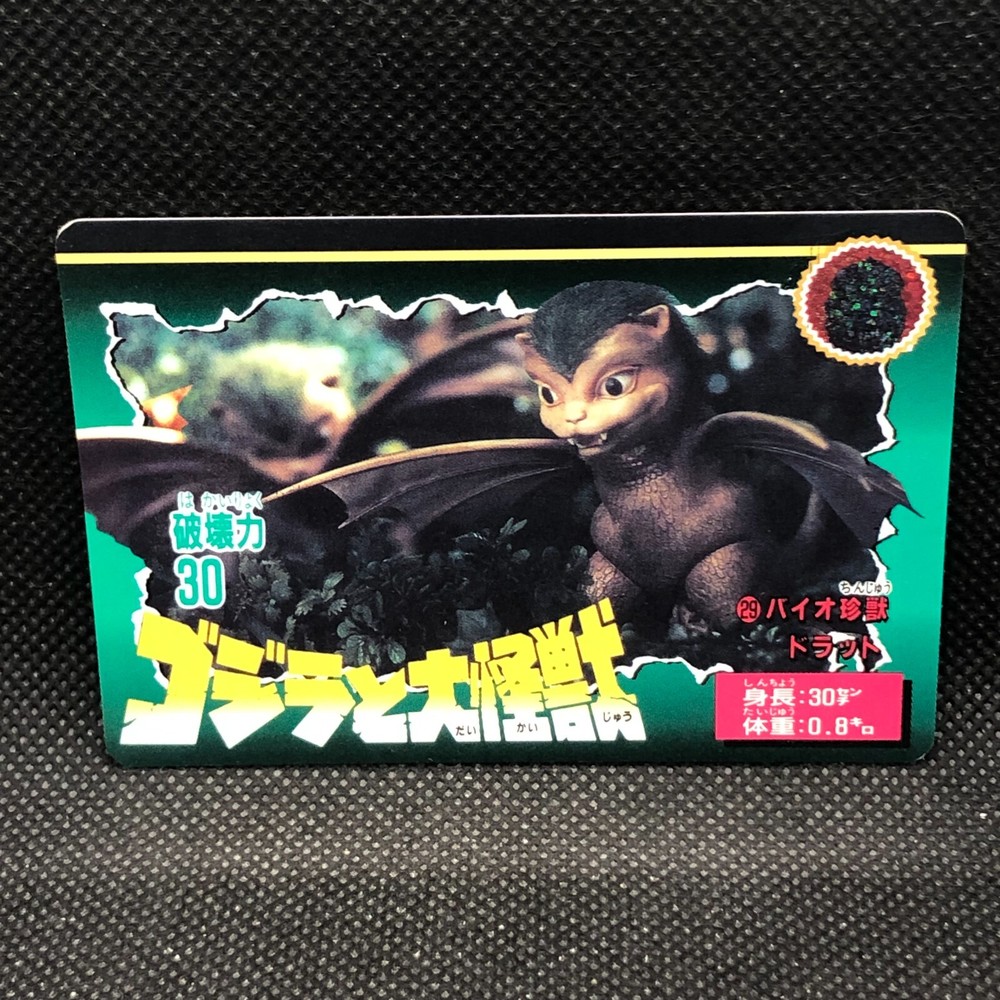 はかいりょく
破壊力
30
ゴジラと大怪獣
だいかいじゅう
ちんじゅう
㉙バイオ珍獣
ドラット
しんちょう
身長:30センチ
たいじゅう
体重:0.8キロ